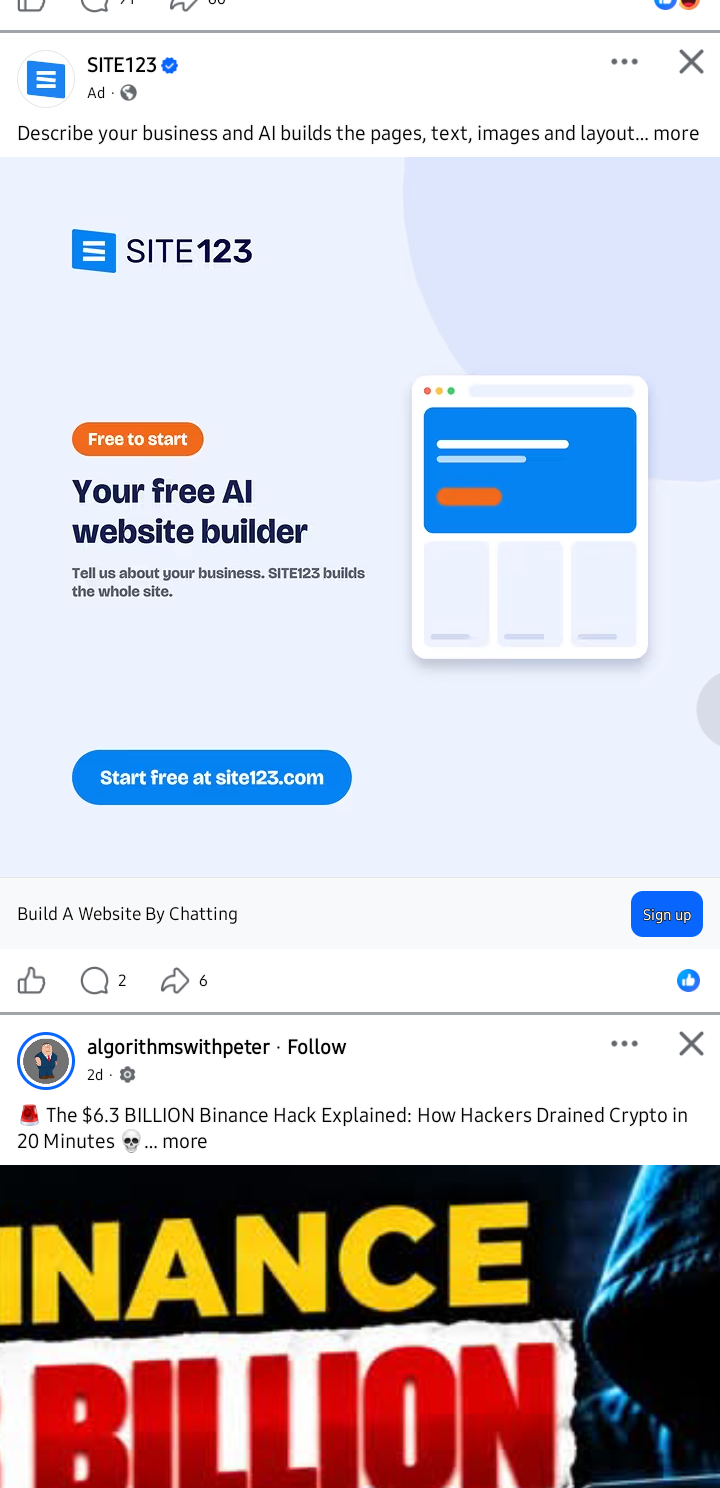 SITE123
Ad ·
Describe your business and AI builds the pages, text, images and layout... more
SITE123
Free to start
Your free AI
website builder
Tell us about your business. SITE123 builds
the whole site.
Start free at site123.com
Build A Website By Chatting
Sign up
2
6
algorithmswithpeter · Follow
2d ·
🚨 The $6.3 BILLION Binance Hack Explained: How Hackers Drained Crypto in
20 Minutes 💀... more
INANCE
BILLION